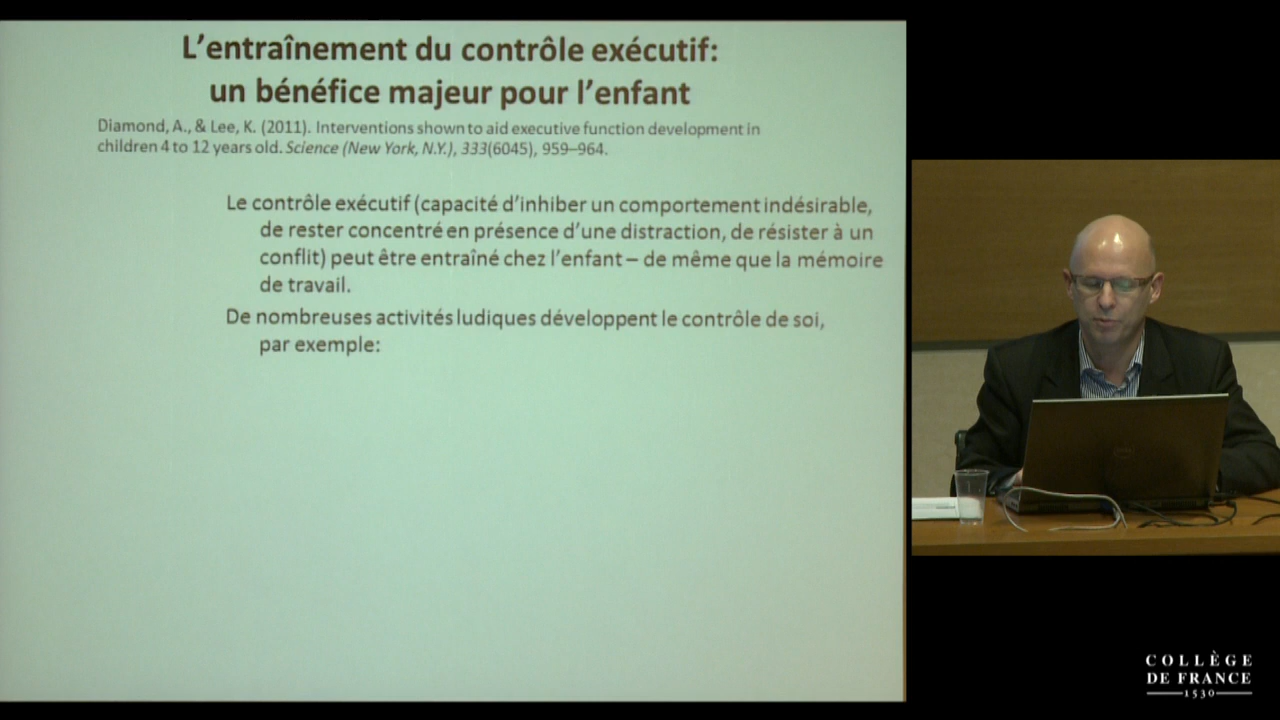 L'entraînement du contrôle exécutif:
un bénéfice majeur pour l'enfant
Diamond, A., & Lee, K. (2011). Interventions shown to aid executive function development in
children 4 to 12 years old. Science (New York, N.Y.), 333(6045), 959–964.
Le contrôle exécutif (capacité d'inhiber un comportement indésirable,
de rester concentré en présence d'une distraction, de résister à un
conflit) peut être entraîné chez l'enfant – de même que la mémoire
de travail.
De nombreuses activités ludiques développent le contrôle de soi,
par exemple:
COLLÈGE
DE FRANCE
1530